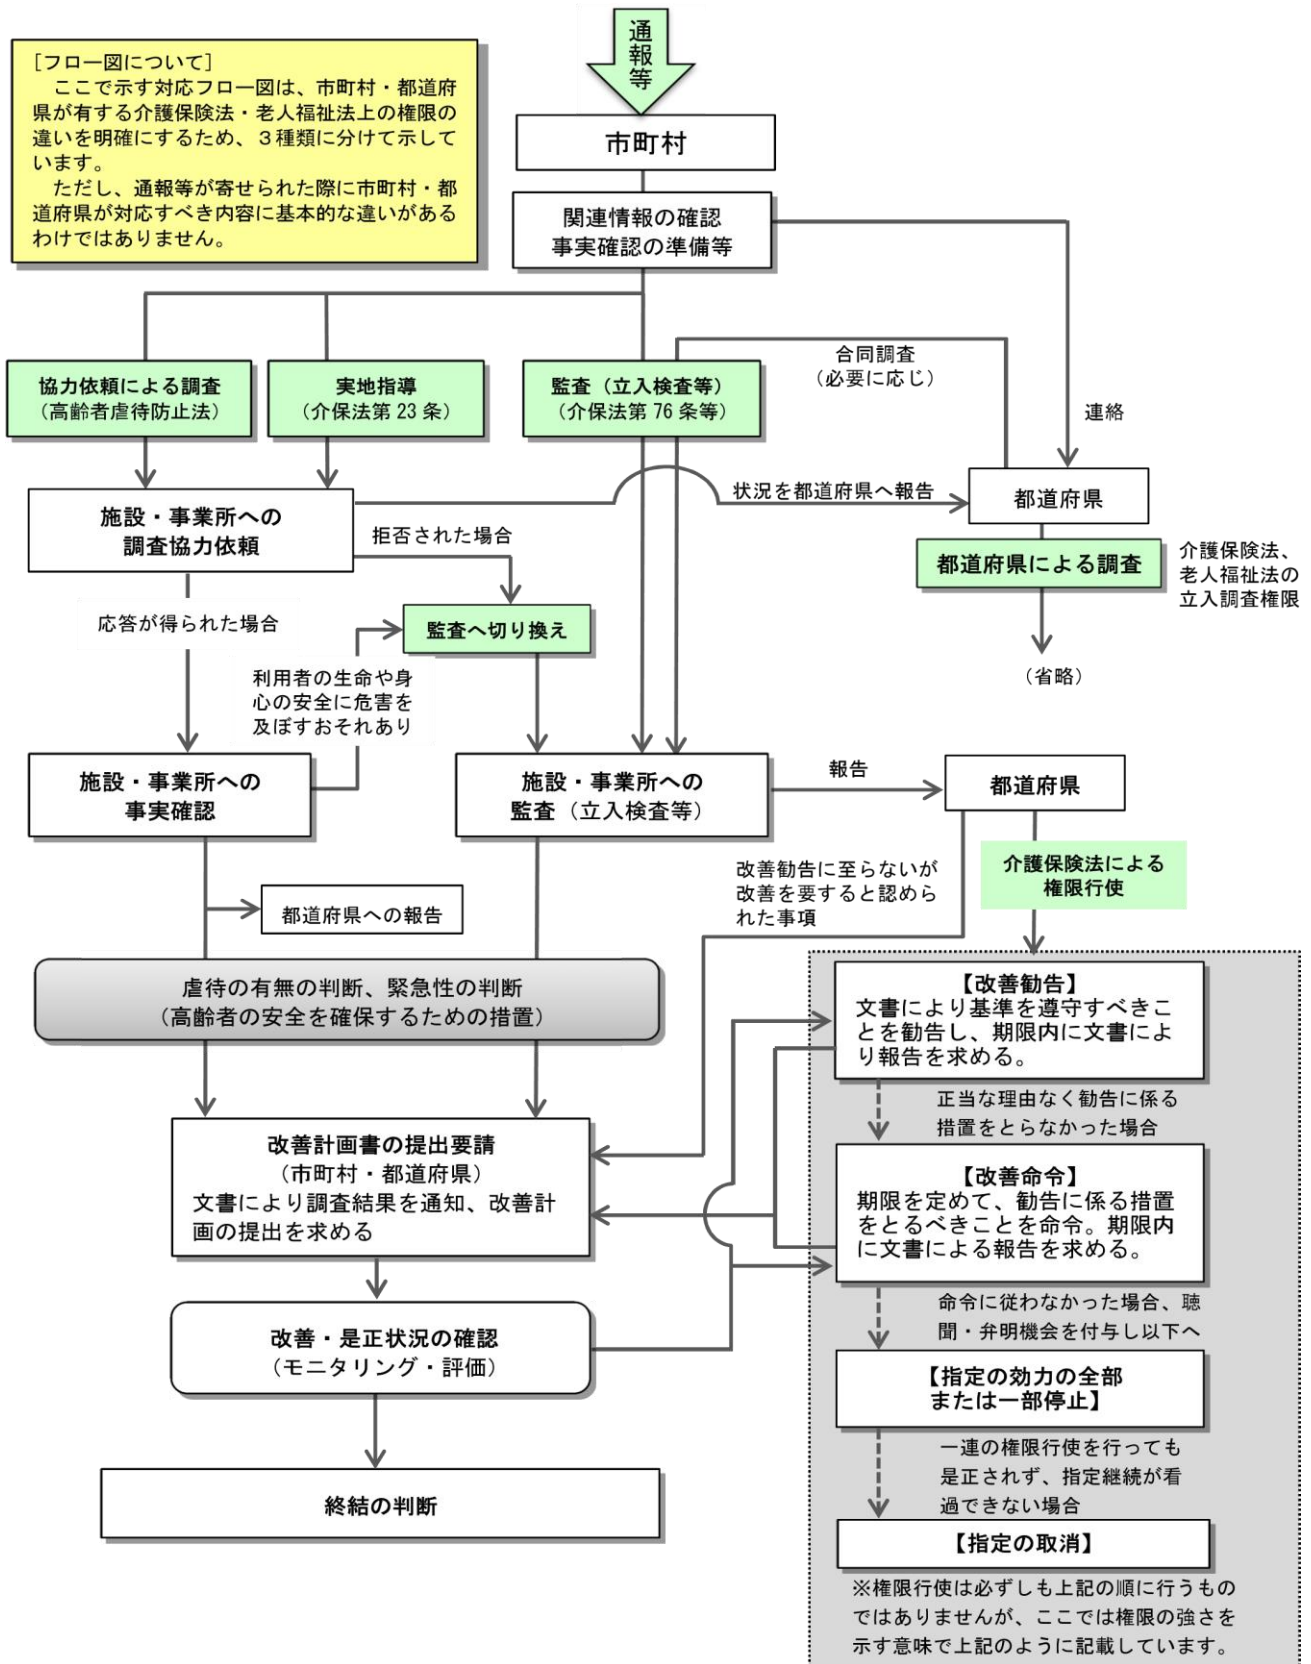 通報等
[フロー図について]
ここで示す対応フロー図は、市町村・都道府
県が有する介護保険法・老人福祉法上の権限の
違いを明確にするため、３種類に分けて示して
います。
ただし、通報等が寄せられた際に市町村・都
道府県が対応すべき内容に基本的な違いがある
わけではありません。
市町村
関連情報の確認
事実確認の準備等
協力依頼による調査
（高齢者虐待防止法）
実地指導
（介保法第 23 条）
監査（立入検査等）
（介保法第 76 条等）
合同調査
（必要に応じ）
連絡
施設・事業所への
調査協力依頼
状況を都道府県へ報告
都道府県
拒否された場合
都道府県による調査
介護保険法、
老人福祉法の
立入調査権限
応答が得られた場合
監査へ切り換え
（省略）
利用者の生命や身
心の安全に危害を
及ぼすおそれあり
施設・事業所への
事実確認
施設・事業所への
監査（立入検査等）
報告
都道府県
改善勧告に至らないが
改善を要すると認めら
れた事項
介護保険法による
権限行使
都道府県への報告
虐待の有無の判断、緊急性の判断
（高齢者の安全を確保するための措置）
【改善勧告】
文書により基準を遵守すべきこ
とを勧告し、期限内に文書によ
り報告を求める。
正当な理由なく勧告に係る
措置をとらなかった場合
改善計画書の提出要請
（市町村・都道府県）
文書により調査結果を通知、改善計
画の提出を求める
【改善命令】
期限を定めて、勧告に係る措置
をとるべきことを命令。期限内
に文書による報告を求める。
命令に従わなかった場合、聴
聞・弁明機会を付与し以下へ
改善・是正状況の確認
（モニタリング・評価）
【指定の効力の全部
または一部停止】
一連の権限行使を行っても
是正されず、指定継続が看
過できない場合
終結の判断
【指定の取消】
※権限行使は必ずしも上記の順に行うもの
ではありませんが、ここでは権限の強さを
示す意味で上記のように記載しています。